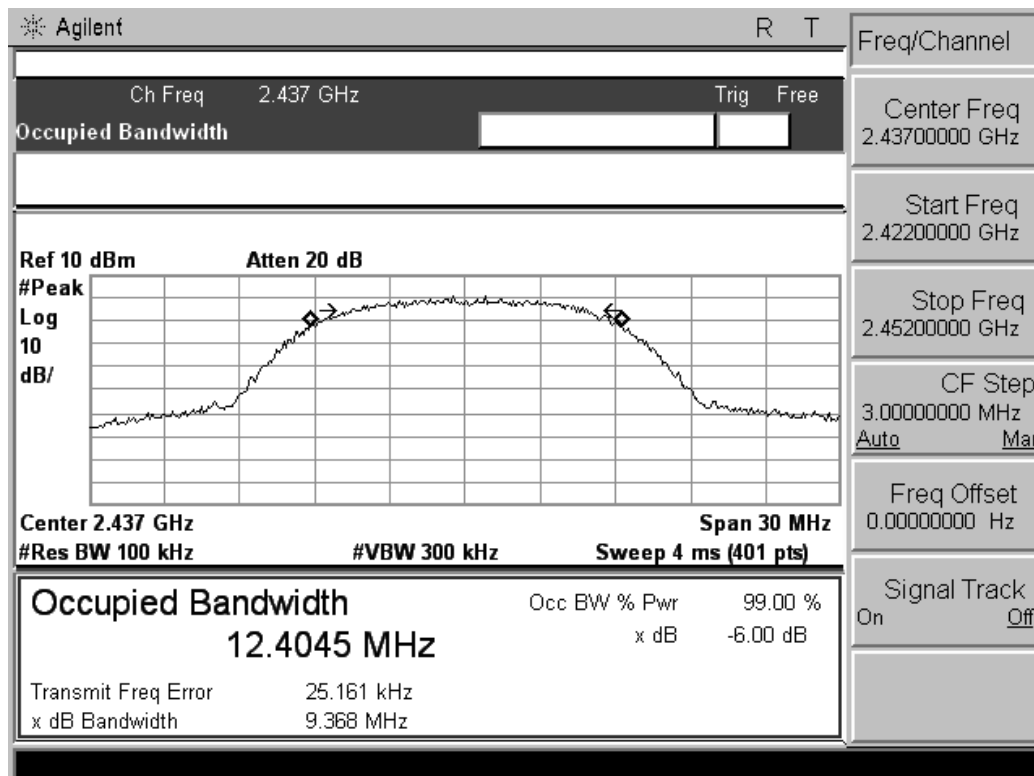 Agilent R T
Ch Freq 2.437 GHz Trig Free
Occupied Bandwidth
Ref 10 dBm Atten 20 dB
#Peak
Log
10
dB/
Center 2.437 GHz Span 30 MHz
#Res BW 100 kHz #VBW 300 kHz Sweep 4 ms (401 pts)
Occupied Bandwidth
12.4045 MHz
Occ BW % Pwr 99.00 %
x dB -6.00 dB
Transmit Freq Error 25.161 kHz
x dB Bandwidth 9.368 MHz
Freq/Channel
Center Freq
2.43700000 GHz
Start Freq
2.42200000 GHz
Stop Freq
2.45200000 GHz
CF Step
3.00000000 MHz
Auto Man
Freq Offset
0.00000000 Hz
Signal Track
On Off